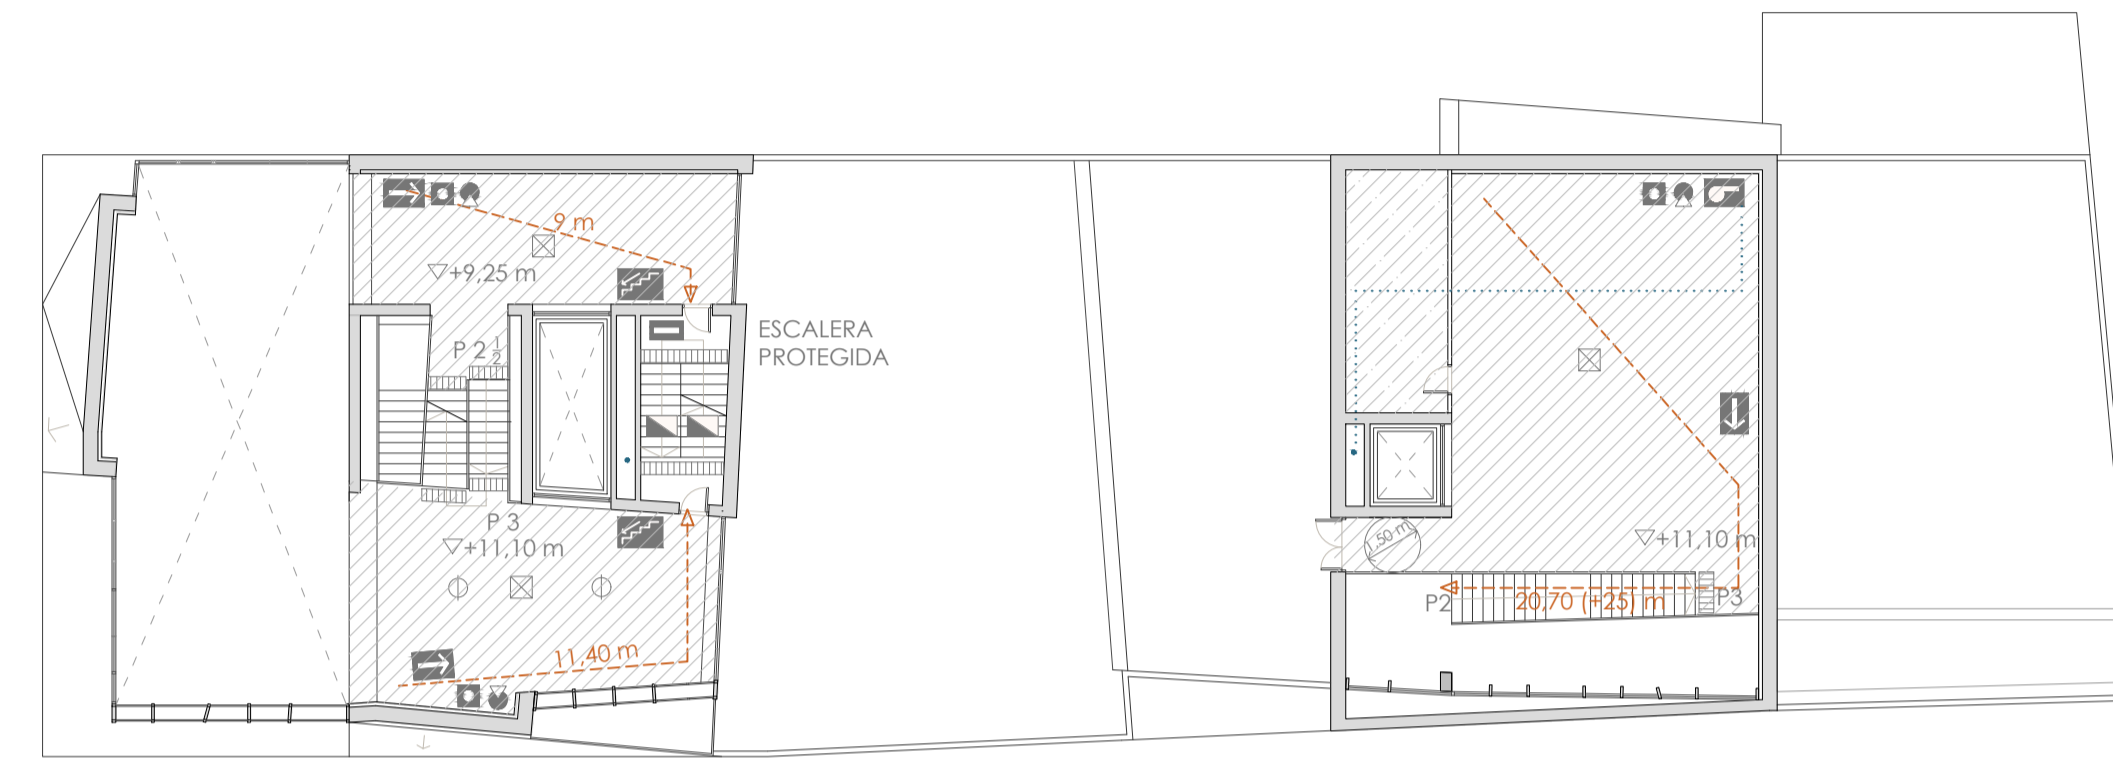 9 m
▽+9,25 m
P 2 1/2
ESCALERA
PROTEGIDA
P 3
▽+11,10 m
11,40 m
1,50 m
▽+11,10 m
P2
20,70 (+25) m
P3